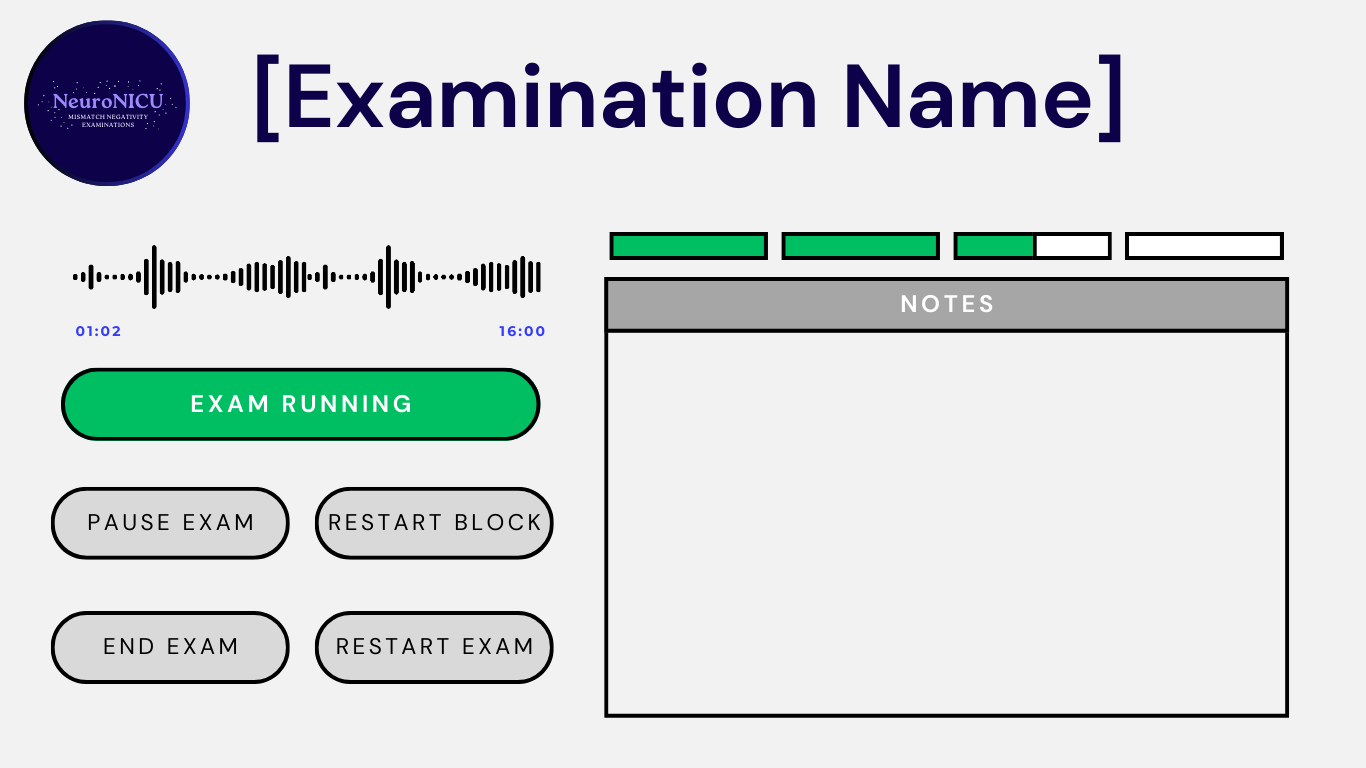 NeuroNICU
MISMATCH NEGATIVITY
EXAMINATIONS
[Examination Name]
01:02
16:00
EXAM RUNNING
PAUSE EXAM
RESTART BLOCK
END EXAM
RESTART EXAM
NOTES